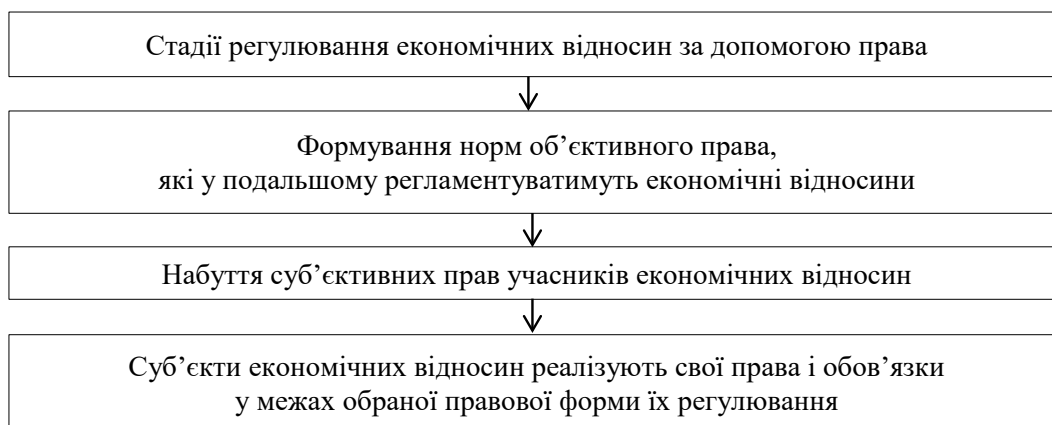 Стадії регулювання економічних відносин за допомогою права
Формування норм об’єктивного права,
які у подальшому регламентуватимуть економічні відносини
Набуття суб’єктивних прав учасників економічних відносин
Суб’єкти економічних відносин реалізують свої права і обов’язки
у межах обраної правової форми їх регулювання